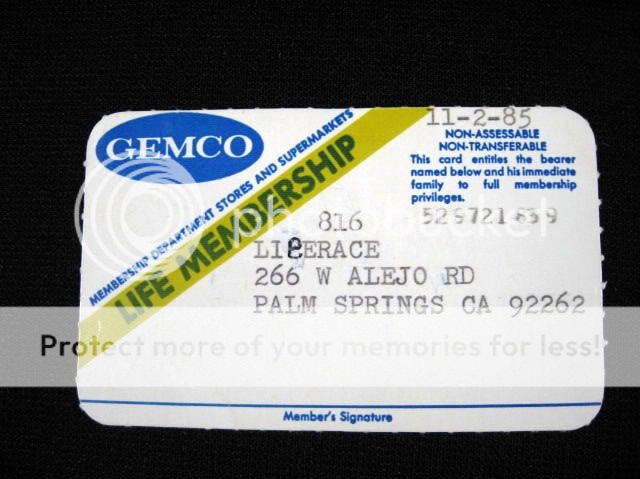 GEMCO
MEMBERSHIP DEPARTMENT STORES AND SUPERMARKETS
LIFE MEMBERSHIP
11-2-85
NON-ASSESSABLE
NON-TRANSFERABLE
This card entitles the bearer
named below and his immediate
family to full membership
privileges.
816
529721639
LIBERACE
266 W ALEJO RD
PALM SPRINGS CA 92262
photobucket
Protect more of your memories for less!
Member's Signature